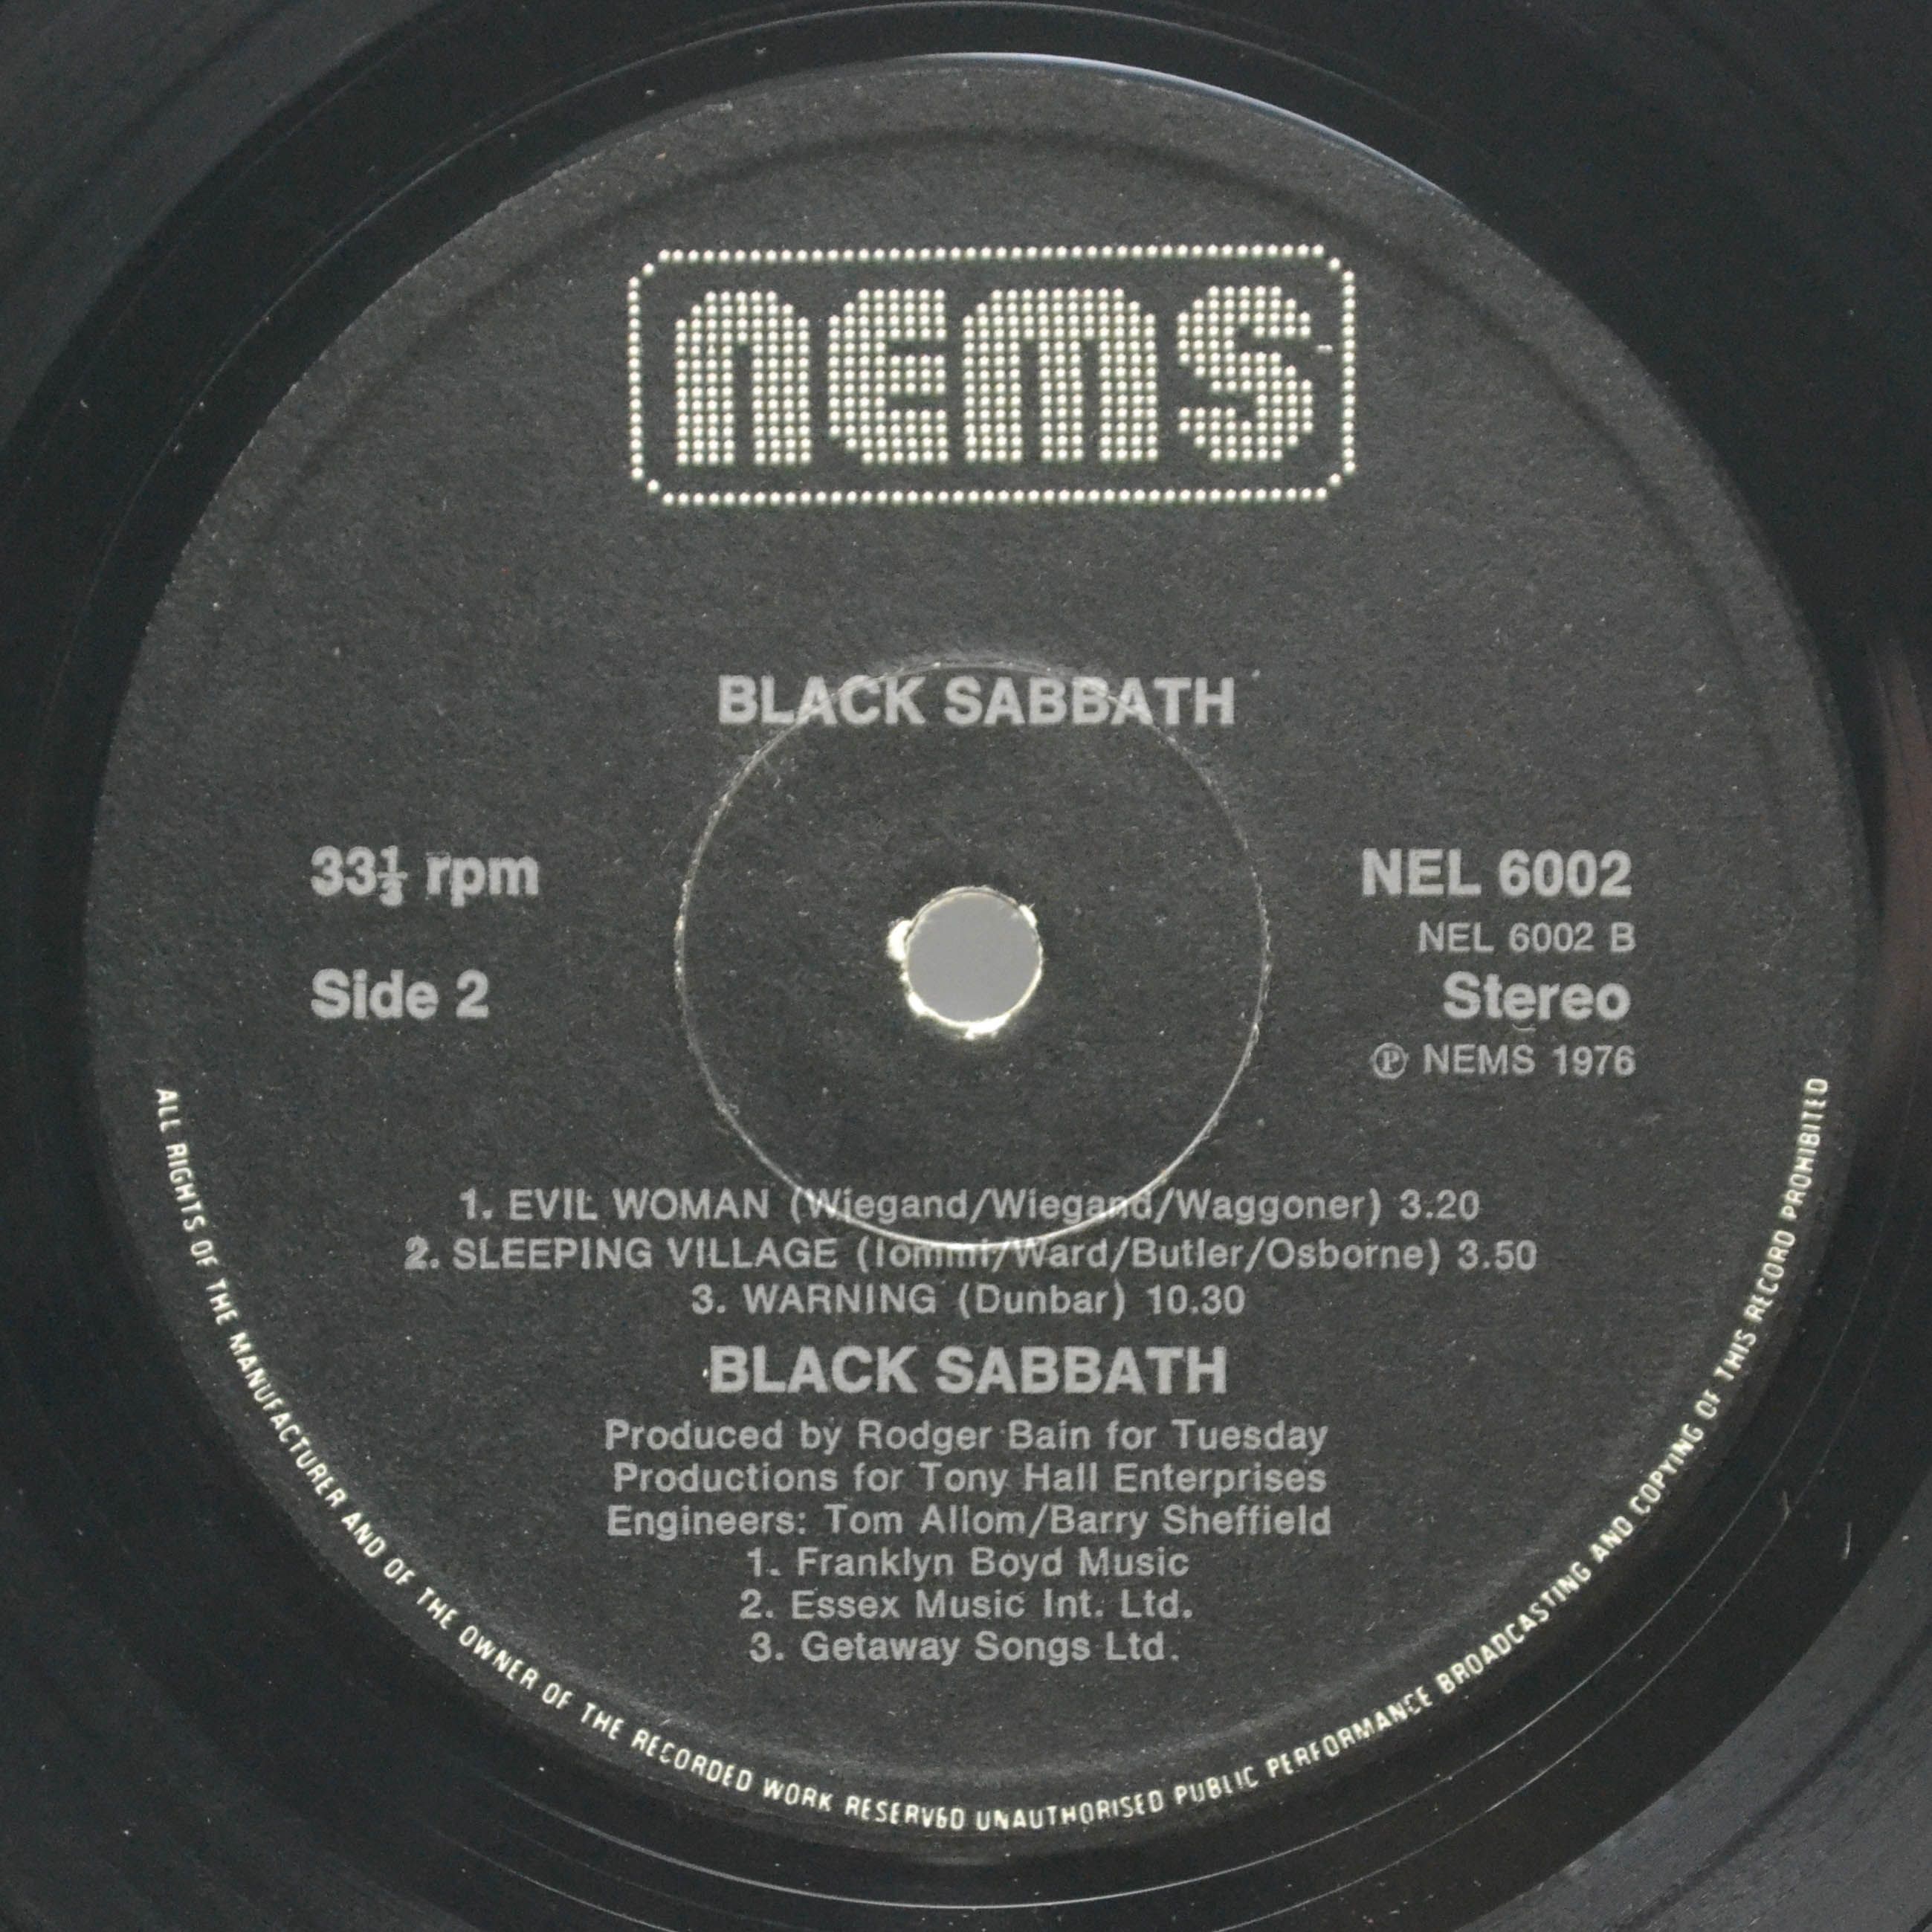 nems
BLACK SABBATH
33⅓ rpm
Side 2
NEL 6002
NEL 6002 B
Stereo
℗ NEMS 1976
1. EVIL WOMAN (Wiegand/Wiegand/Waggoner) 3.20
2. SLEEPING VILLAGE (Iommi/Ward/Butler/Osborne) 3.50
3. WARNING (Dunbar) 10.30
BLACK SABBATH
Produced by Rodger Bain for Tuesday
Productions for Tony Hall Enterprises
Engineers: Tom Allom/Barry Sheffield
1. Franklyn Boyd Music
2. Essex Music Int. Ltd.
3. Getaway Songs Ltd.
ALL RIGHTS OF THE MANUFACTURER AND OF THE OWNER OF THE RECORDED WORK RESERVED UNAUTHORISED PUBLIC PERFORMANCE BROADCASTING AND COPYING OF THIS RECORD PROHIBITED